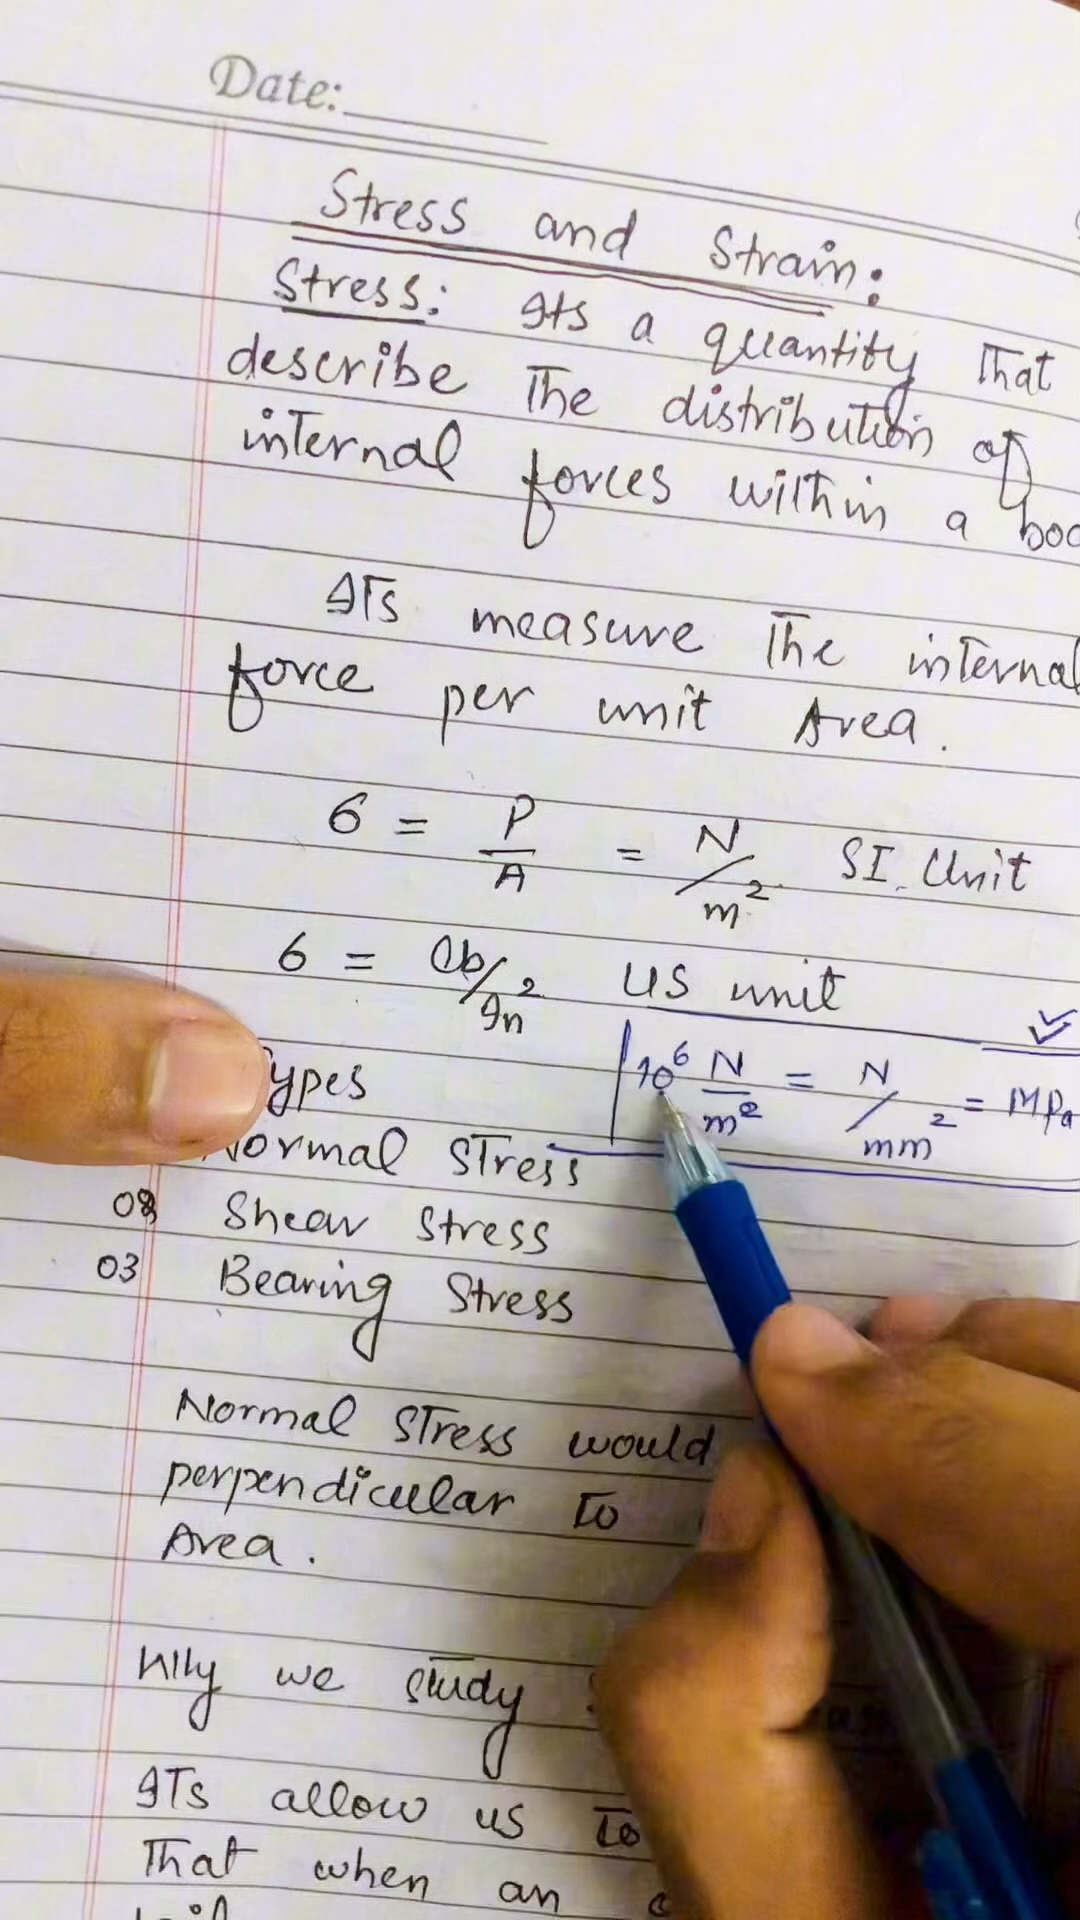 Date:
Stress and Strain:
Stress: Its a quantity that
describe the distribution of
internal forces within a
Its measure the internal
force per unit Area.
6 = P/A = N/m² SI Unit
6 = lb/In² US unit
10⁶ N/m² = N/mm² = MPa
Normal Stress
02 Shear Stress
03 Bearing Stress
Normal Stress would
perpendicular to
Area.
Why we study
Its allow us to
That when an